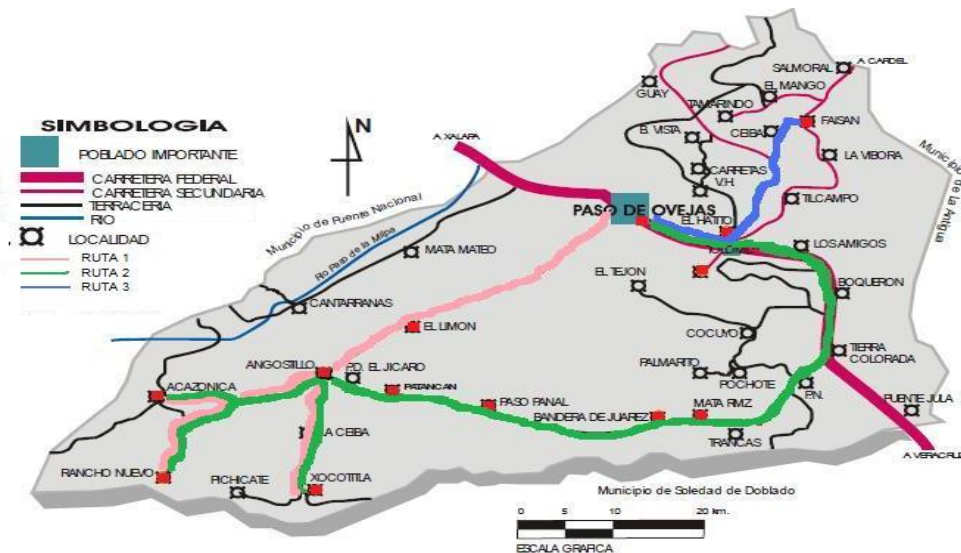 SIMBOLOGIA
POBLADO IMPORTANTE
CARRETERA FEDERAL
CARRETERA SECUNDARIA
TERRACERIA
RIO
LOCALIDAD
RUTA 1
RUTA 2
RUTA 3
N
A XALAPA
Municipio de Puente Nacional
Rio Paso de la Milpa
SALMORAL
A CARDEL
EL MANGO
GUAY
TAMARINDO
FAISAN
B. VISTA
CEIBA
LA VIBORA
Municipio de la Antigua
CARRETAS
V.H.
TILCAMPO
PASO DE OVEJAS
EL HATITO
LOS AMIGOS
MATA MATEO
EL TEJON
BOQUERON
CANTARRANAS
EL LIMON
COCUYO
TIERRA
COLORADA
ANGOSTILLO
P.D. EL JICARO
PALMARITO
POCHOTE
P.N.
ACAZONICA
PATANCAN
PASO PANAL
BANDERA DE JUAREZ
MATA RMZ
PUENTE JULA
TRANCAS
LA CEIBA
A VERACRUZ
RANCHO NUEVO
PICHICATE
XOCOTITLA
Municipio de Soledad de Doblado
0 5 10 15 20 km.
ESCALA GRAFICA